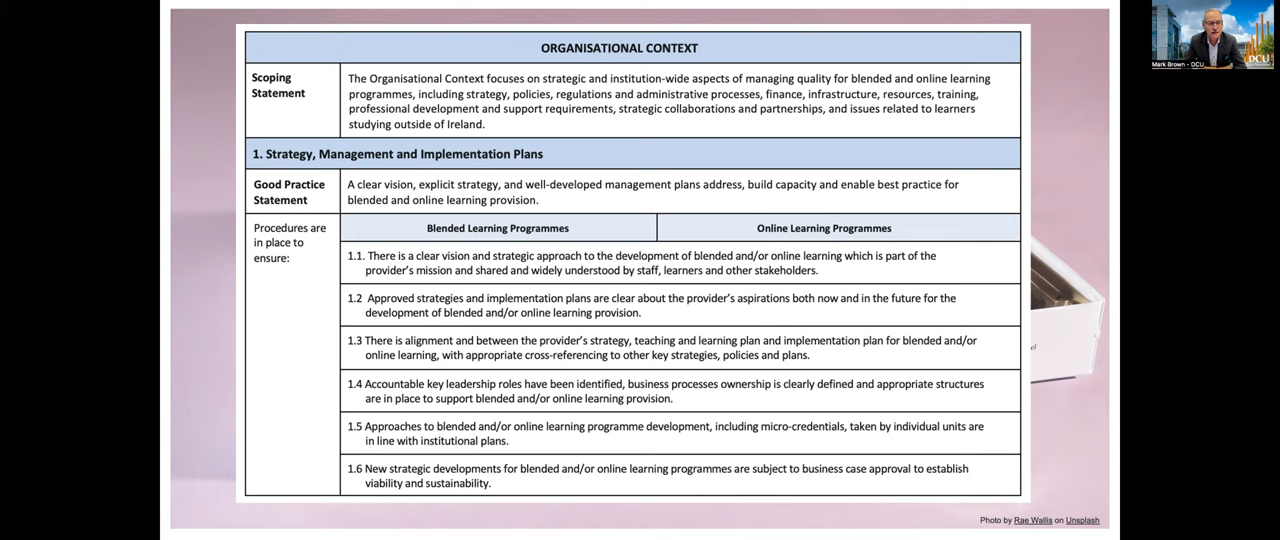 ORGANISATIONAL CONTEXT
Scoping
Statement
The Organisational Context focuses on strategic and institution-wide aspects of managing quality for blended and online learning
programmes, including strategy, policies, regulations and administrative processes, finance, infrastructure, resources, training,
professional development and support requirements, strategic collaborations and partnerships, and issues related to learners
studying outside of Ireland.
1. Strategy, Management and Implementation Plans
Good Practice
Statement
A clear vision, explicit strategy, and well-developed management plans address, build capacity and enable best practice for
blended and online learning provision.
Procedures are
in place to
ensure:
Blended Learning Programmes
Online Learning Programmes
1.1. There is a clear vision and strategic approach to the development of blended and/or online learning which is part of the
provider's mission and shared and widely understood by staff, learners and other stakeholders.
1.2 Approved strategies and implementation plans are clear about the provider's aspirations both now and in the future for the
development of blended and/or online learning provision.
1.3 There is alignment and between the provider's strategy, teaching and learning plan and implementation plan for blended and/or
online learning, with appropriate cross-referencing to other key strategies, policies and plans.
1.4 Accountable key leadership roles have been identified, business processes ownership is clearly defined and appropriate structures
are in place to support blended and/or online learning provision.
1.5 Approaches to blended and/or online learning programme development, including micro-credentials, taken by individual units are
in line with institutional plans.
1.6 New strategic developments for blended and/or online learning programmes are subject to business case approval to establish
viability and sustainability.
Photo by Rae Wallis on Unsplash
Mark Brown - DCU
DCU